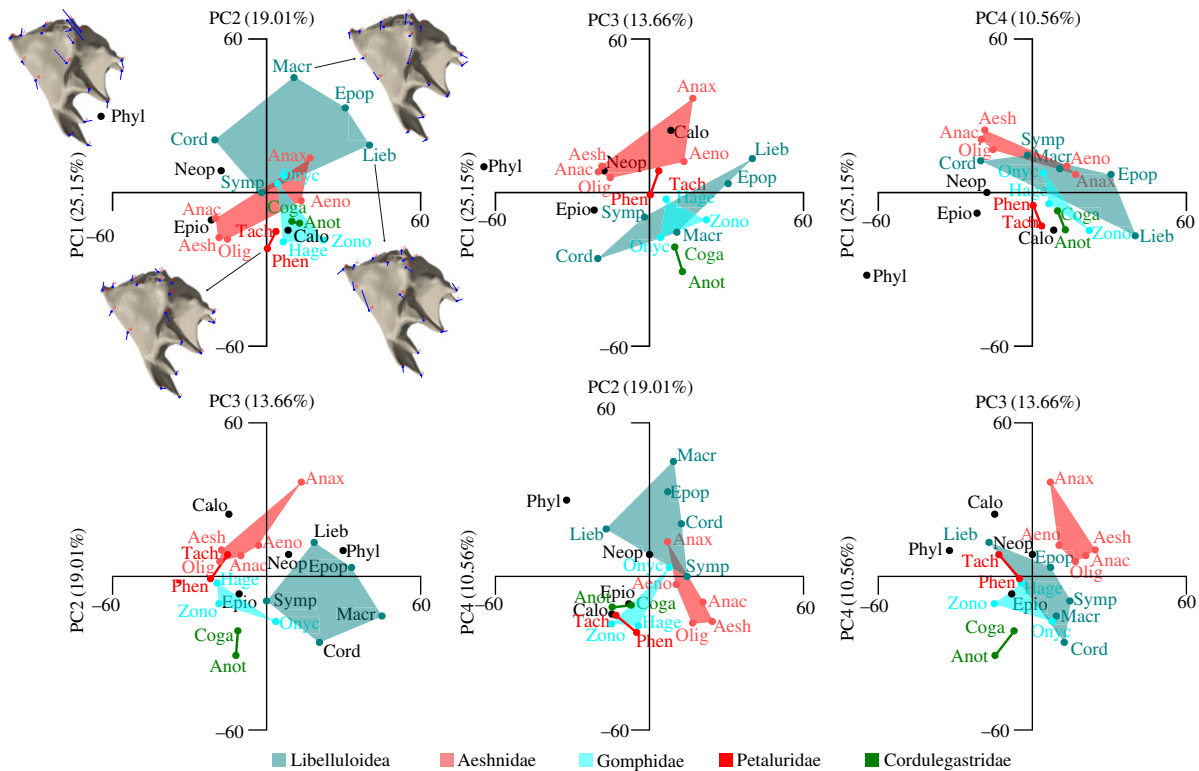 PC2 (19.01%)
60
Macr
Epop
Phyl
Cord
Lieb
Neop
Anax
Onyc
Symp
PC1 (25.15%)
PC1 (25.15%)
–60
60
Anac
Aeno
Epio
Coga
Anot
Tach
Calo
Aesh
Olig
Hage
Zono
Phen
–60
PC3 (13.66%)
60
Anax
Calo
Phyl
Aesh
Neop
Aeno
Lieb
Anac
Olig
Tach
Epop
Phen
Hage
PC1 (25.15%)
–60
60
Epio
Symp
Zono
Onyc
Macr
Cord
Coga
Anot
–60
PC4 (10.56%)
60
Aesh
Anac
Symp
Olig
Macr
Cord
Aeno
Onyc
Anax
Epop
Neop
Hage
PC1 (25.15%)
–60
60
Epio
Phen
Coga
Tach
Calo
Anot
Zono
Lieb
Phyl
–60
PC3 (13.66%)
60
Anax
Calo
Lieb
Aesh
Tach
Aeno
Phyl
Olig
Anac
Neop
Epop
Phen
Hage
PC2 (19.01%)
–60
60
Zono
Epio
Symp
Macr
Onyc
Coga
Cord
Anot
–60
PC2 (19.01%)
60
Macr
Phyl
Epop
Lieb
Cord
Neop
Anax
Onyc
Symp
PC4 (10.56%)
–60
60
Aeno
Epio
Anot
Coga
Anac
Calo
Tach
Hage
Zono
Olig
Aesh
Phen
–60
PC3 (13.66%)
60
Anax
Calo
Lieb
Neop
Aeno
Aesh
Phyl
Epop
Anac
Tach
Olig
Phen
Hage
PC4 (10.56%)
–60
60
Zono
Epio
Symp
Macr
Coga
Onyc
Cord
Anot
–60
Libelluloidea Aeshnidae Gomphidae Petaluridae Cordulegastridae